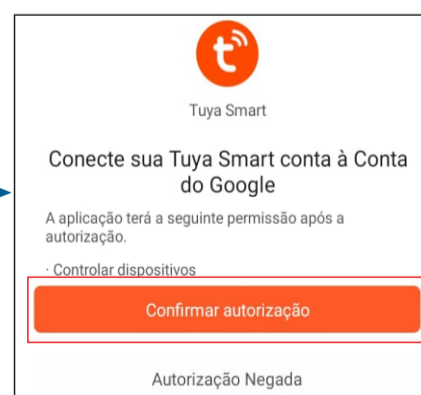 Tuya Smart
Conecte sua Tuya Smart conta à Conta
do Google
A aplicação terá a seguinte permissão após a
autorização.
· Controlar dispositivos
Confirmar autorização
Autorização Negada